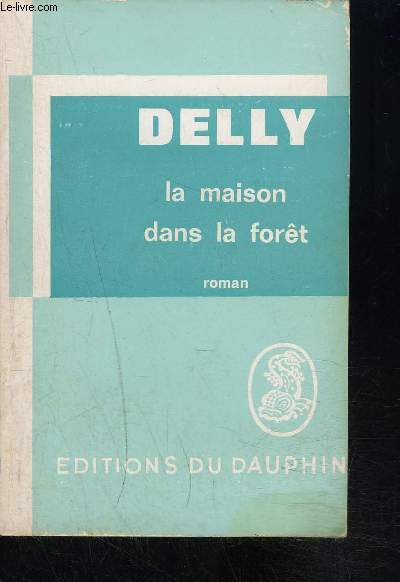 Le-livre.com
DELLY
la maison
dans la forêt
roman
EDITIONS DU DAUPHIN